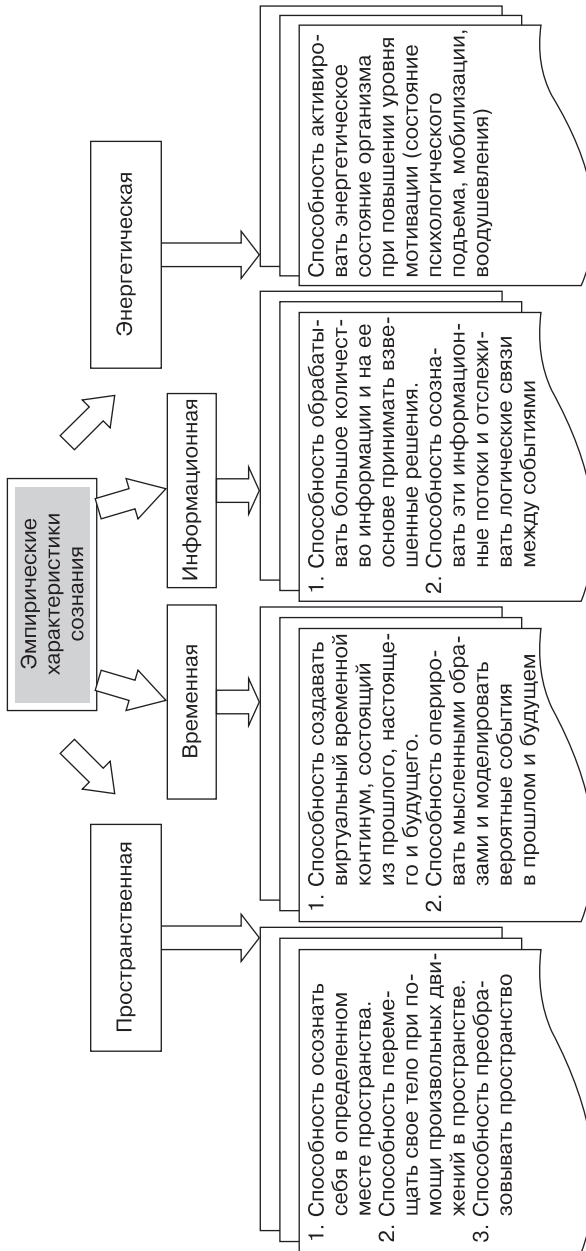 Эмпирические
характеристики
сознания
Пространственная
Временная
Информационная
Энергетическая
1. Способность осознать
себя в определенном
месте пространства.
2. Способность переме-
щать свое тело при по-
мощи произвольных дви-
жений в пространстве.
3. Способность преобра-
зовывать пространство
1. Способность создавать
виртуальный временной
континум, состоящий
из прошлого, настояще-
го и будущего.
2. Способность опериро-
вать мысленными обра-
зами и моделировать
вероятные события
в прошлом и будущем
1. Способность обрабаты-
вать большое количест-
во информации и на ее
основе принимать взве-
шенные решения.
2. Способность осозна-
вать эти информацион-
ные потоки и отслежи-
вать логические связи
между событиями
Способность активиро-
вать энергетическое
состояние организма
при повышении уровня
мотивации (состояние
психологического
подъема, мобилизации,
воодушевления)